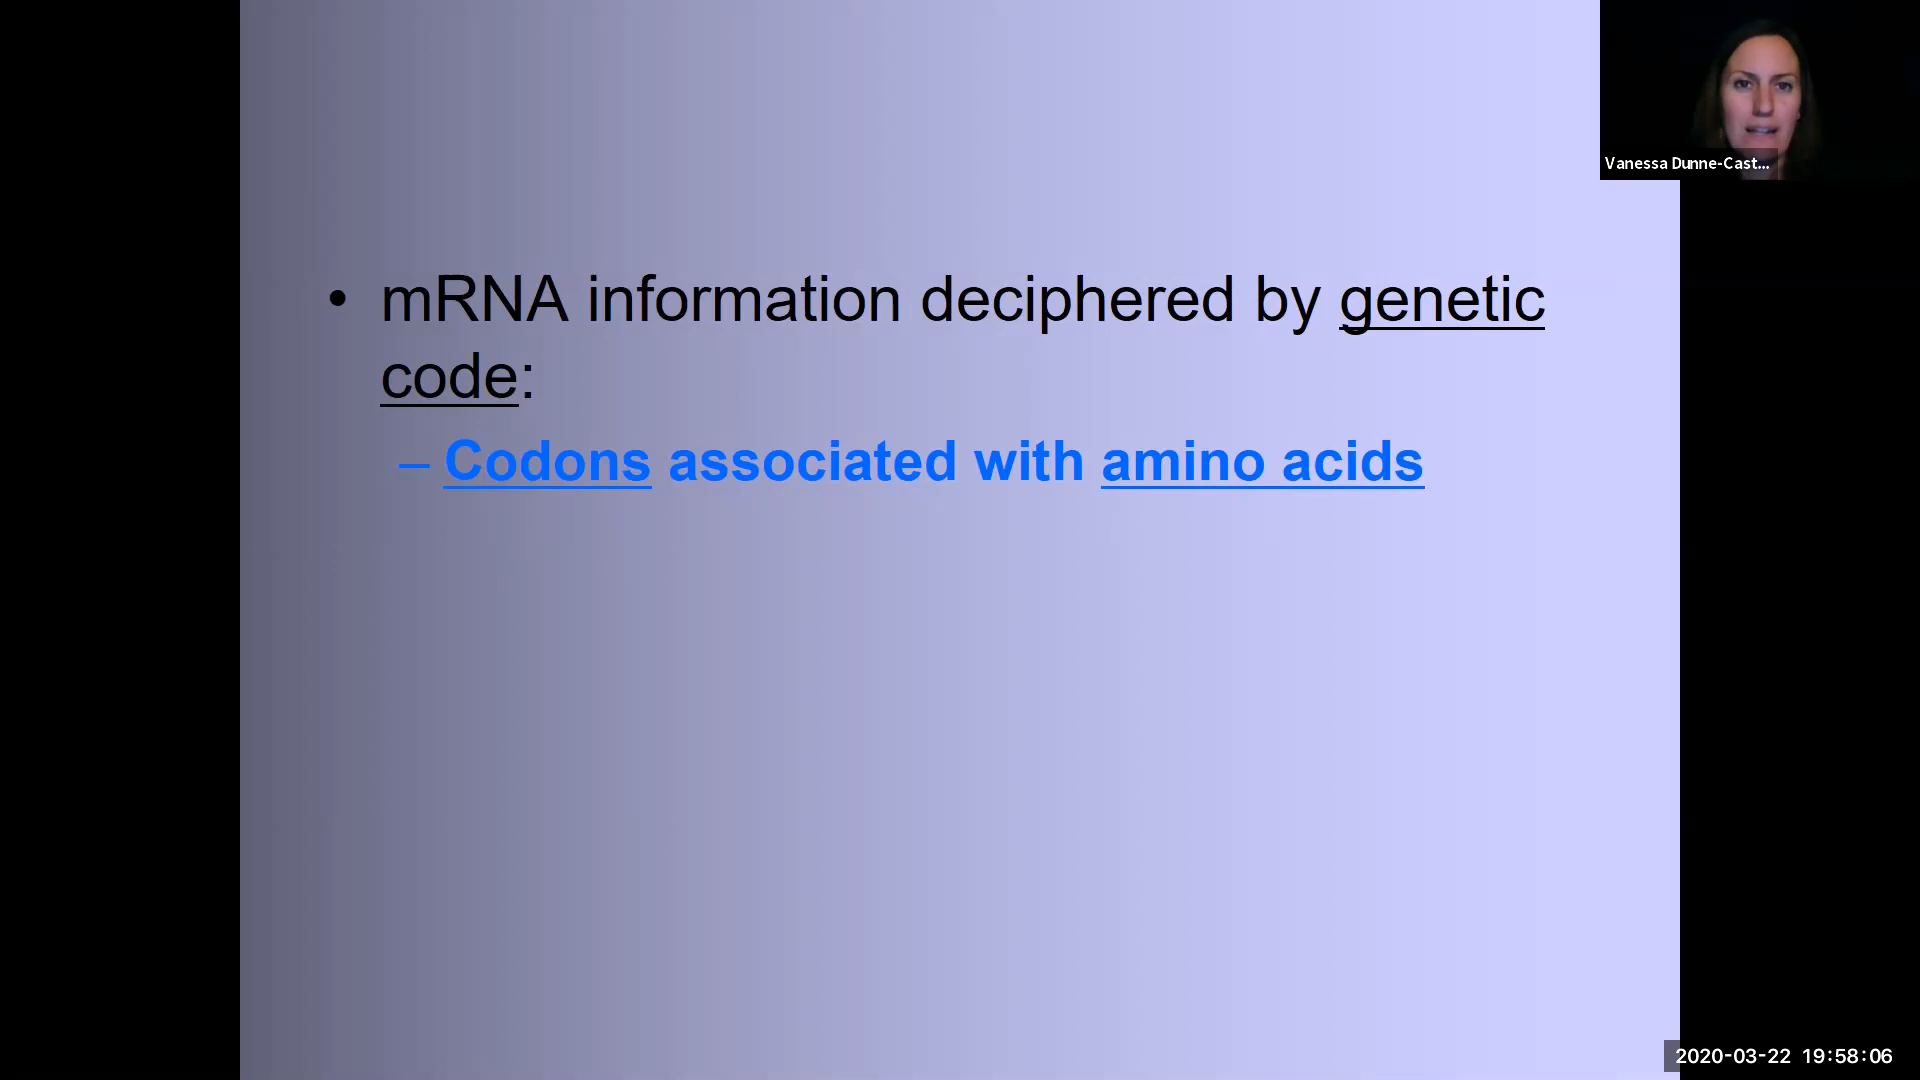 Vanessa Dunne-Cast...
• mRNA information deciphered by genetic
code:
– Codons associated with amino acids
2020-03-22 19:58:06